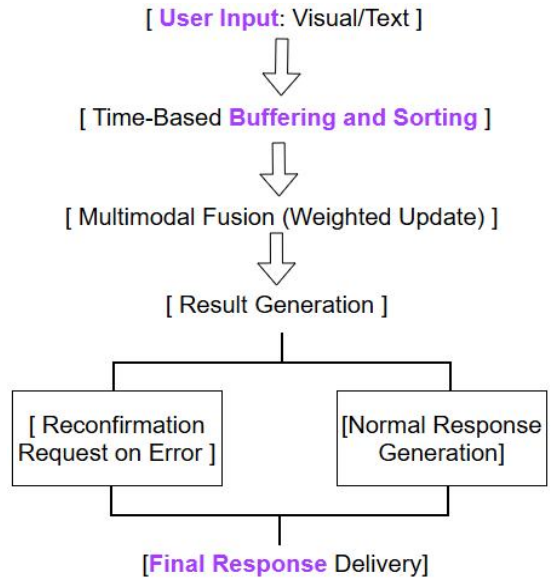 [ User Input: Visual/Text ]
[ Time-Based Buffering and Sorting ]
[ Multimodal Fusion (Weighted Update) ]
[ Result Generation ]
[ Reconfirmation
Request on Error ]
[Normal Response
Generation]
[Final Response Delivery]